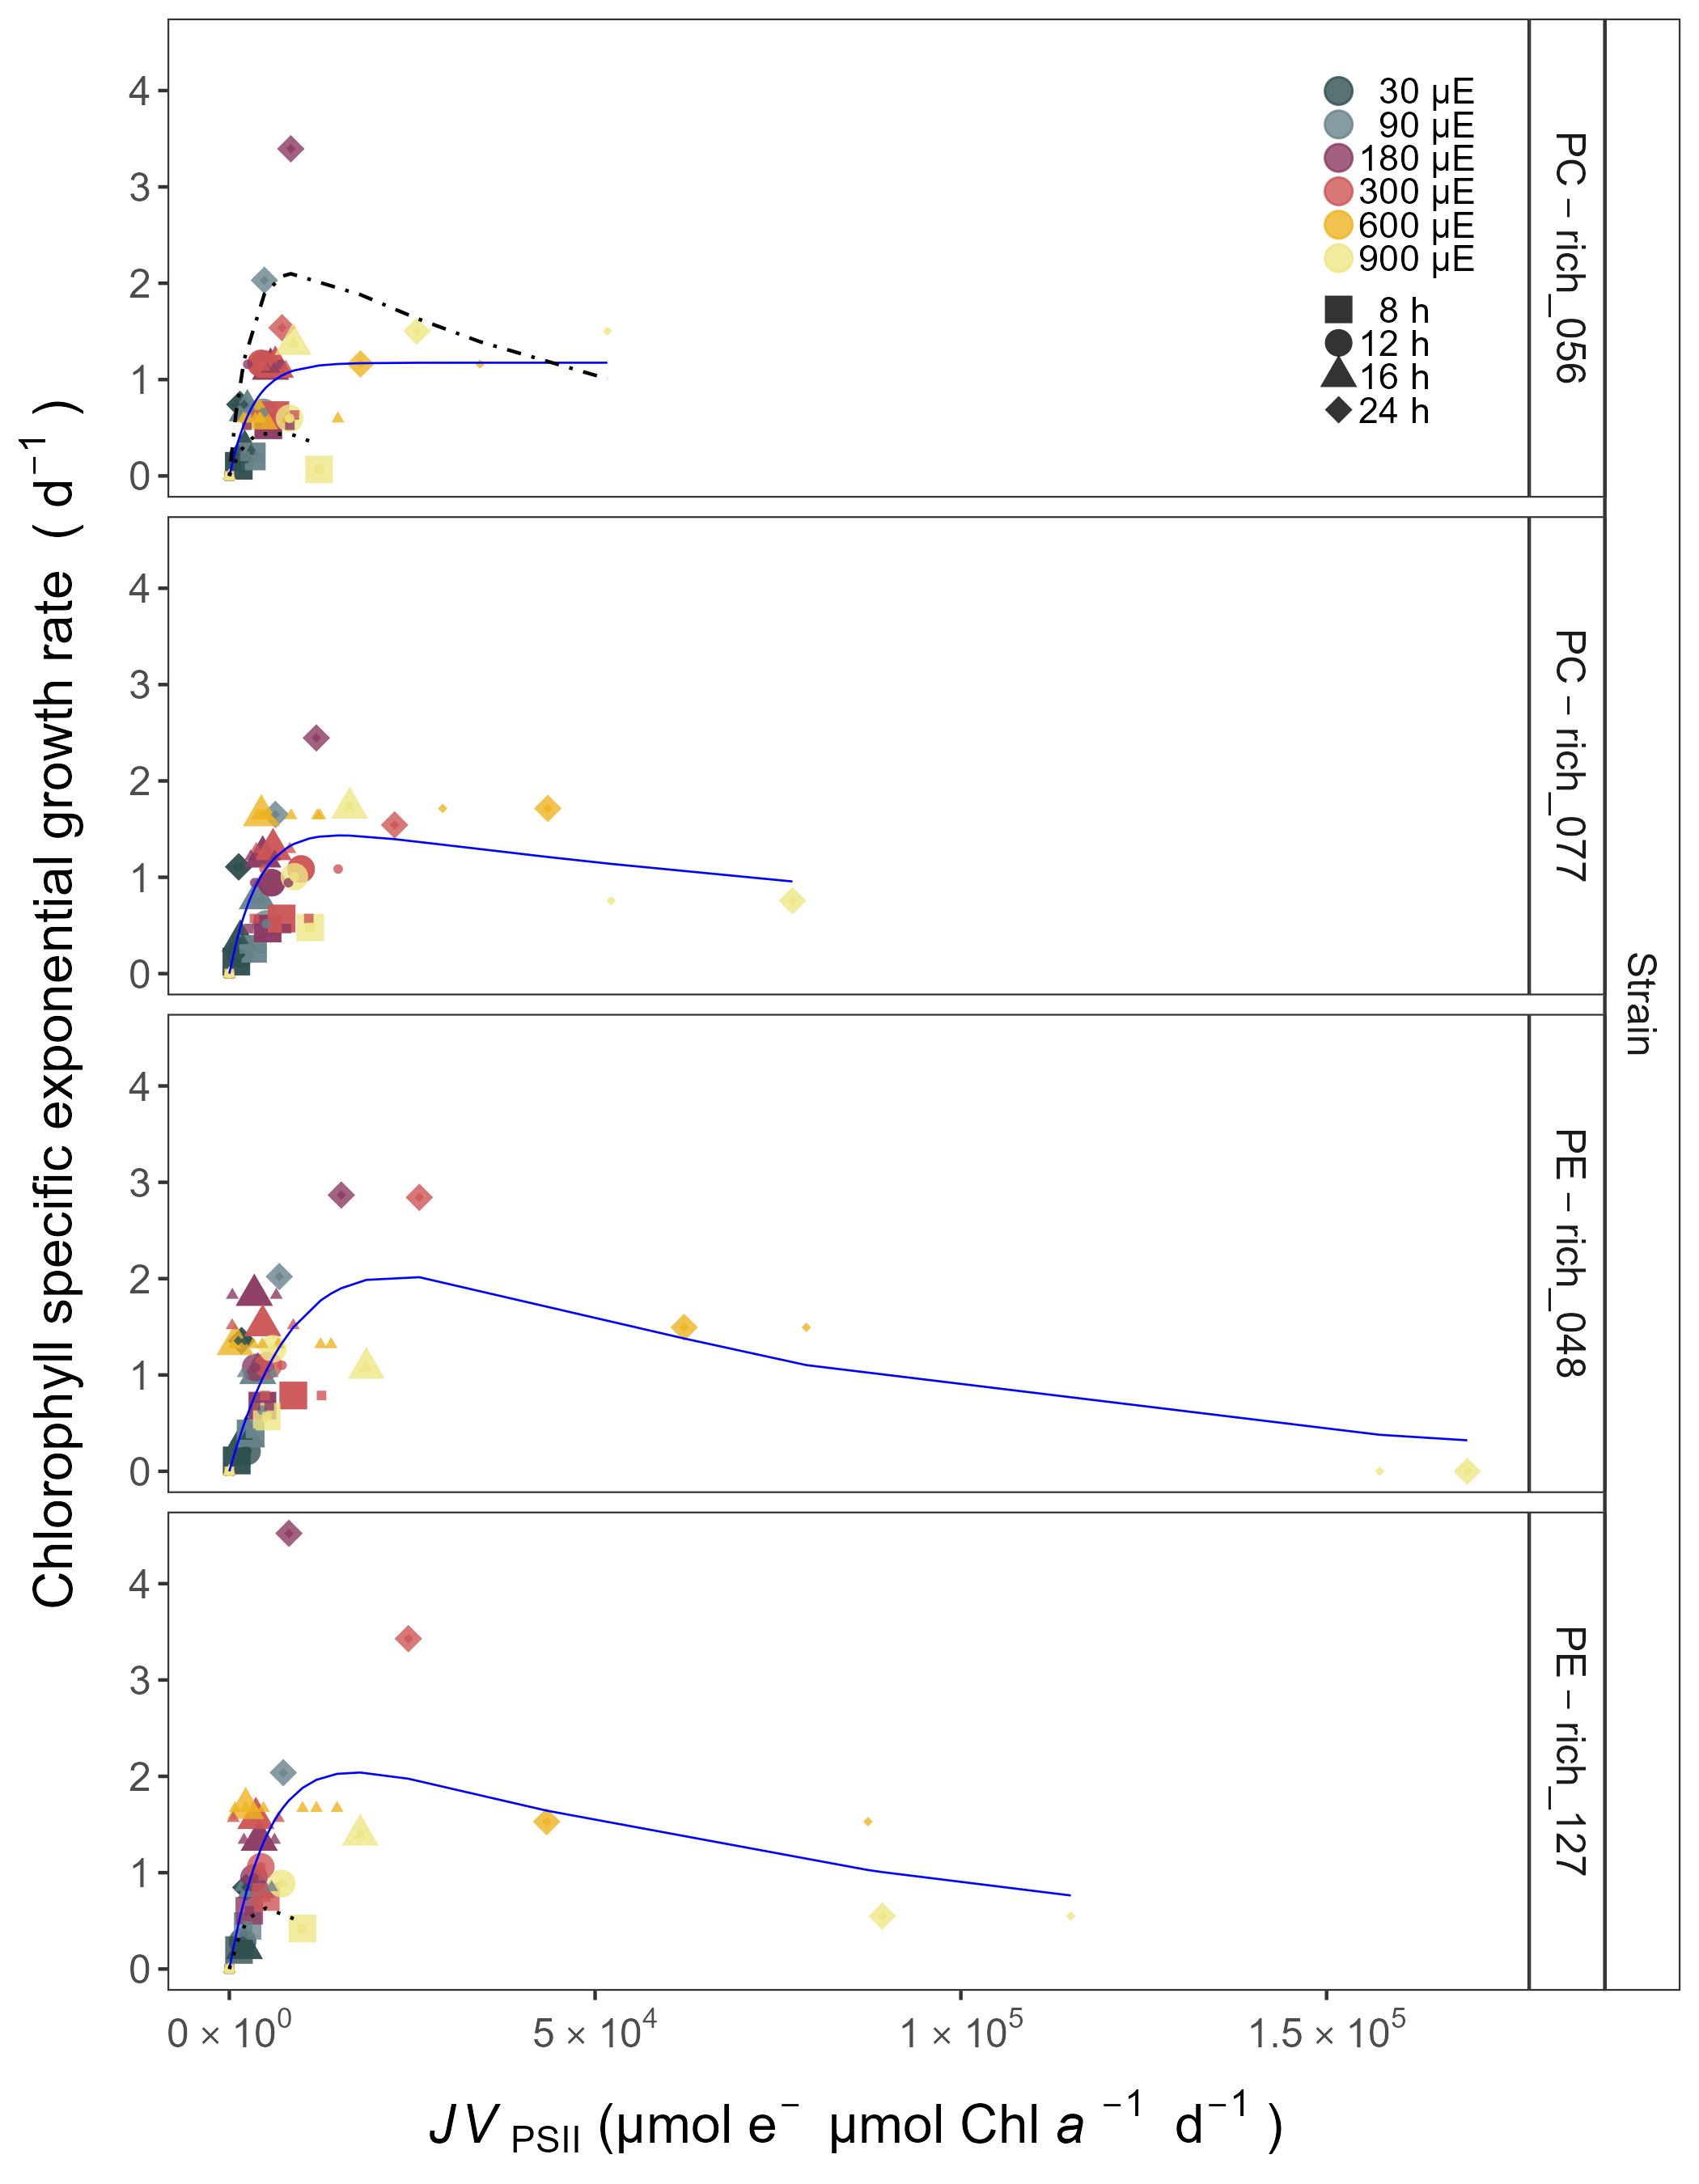 Chlorophyll specific exponential growth rate ( d⁻¹ )
4
3
2
1
0
30 µE
90 µE
180 µE
300 µE
600 µE
900 µE
8 h
12 h
16 h
24 h
PC − rich_056
4
3
2
1
0
PC − rich_077
Strain
4
3
2
1
0
PE − rich_048
4
3
2
1
0
PE − rich_127
0 × 10⁰ 5 × 10⁴ 1 × 10⁵ 1.5 × 10⁵
JV PSII (µmol e⁻ µmol Chl a ⁻¹ d⁻¹ )